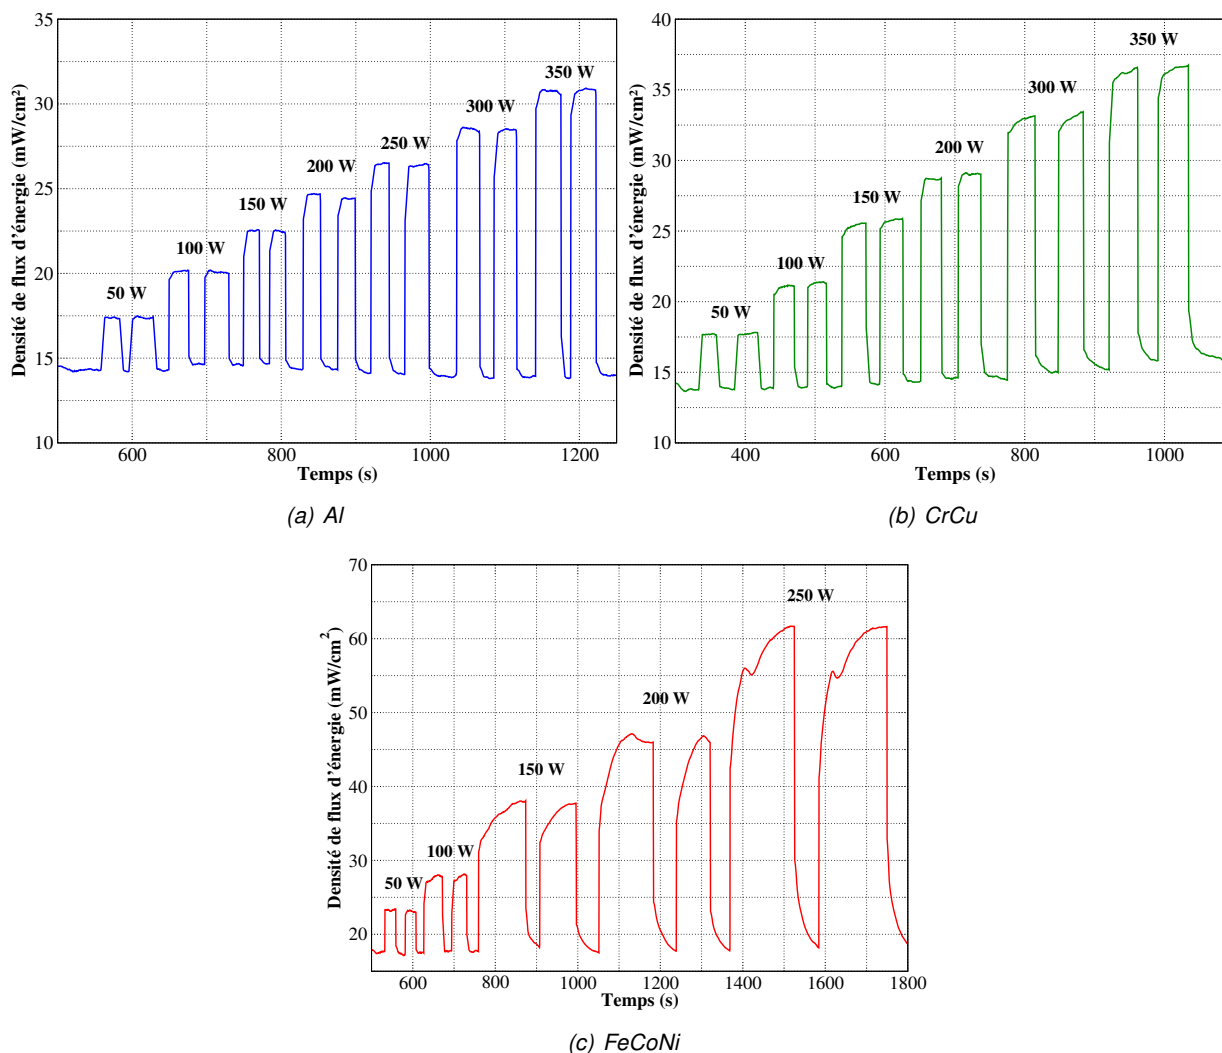 35
30
25
20
15
10
Densité de flux d'énergie (mW/cm²)
50 W
100 W
150 W
200 W
250 W
300 W
350 W
600
800
1000
1200
Temps (s)
(a) Al
40
35
30
25
20
15
10
Densité de flux d'énergie (mW/cm²)
50 W
100 W
150 W
200 W
300 W
350 W
400
600
800
1000
Temps (s)
(b) CrCu
70
60
50
40
30
20
Densité de flux d'énergie (mW/cm²)
50 W
100 W
150 W
200 W
250 W
600
800
1000
1200
1400
1600
1800
Temps (s)
(c) FeCoNi